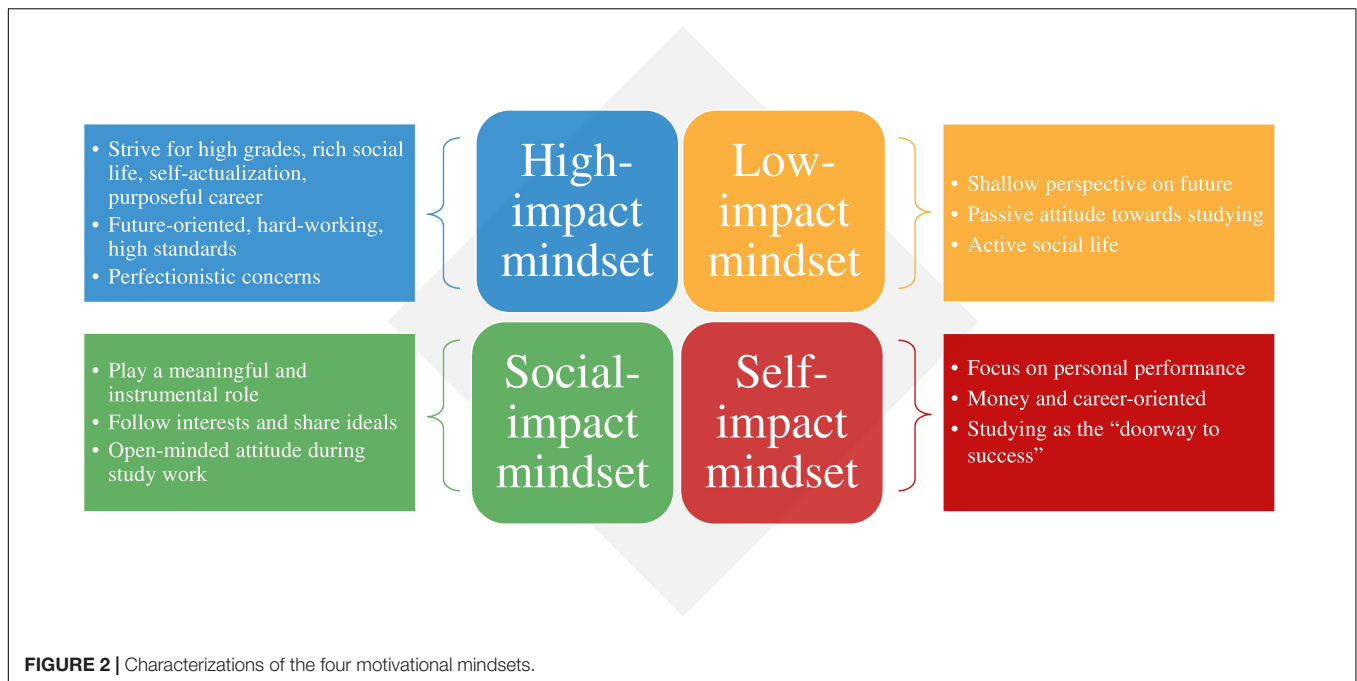 • Strive for high grades, rich social
life, self-actualization,
purposeful career
• Future-oriented, hard-working,
high standards
• Perfectionistic concerns
High-
impact
mindset
Low-
impact
mindset
• Shallow perspective on future
• Passive attitude towards studying
• Active social life
• Play a meaningful and
instrumental role
• Follow interests and share ideals
• Open-minded attitude during
study work
Social-
impact
mindset
Self-
impact
mindset
• Focus on personal performance
• Money and career-oriented
• Studying as the “doorway to
success”
FIGURE 2 | Characterizations of the four motivational mindsets.